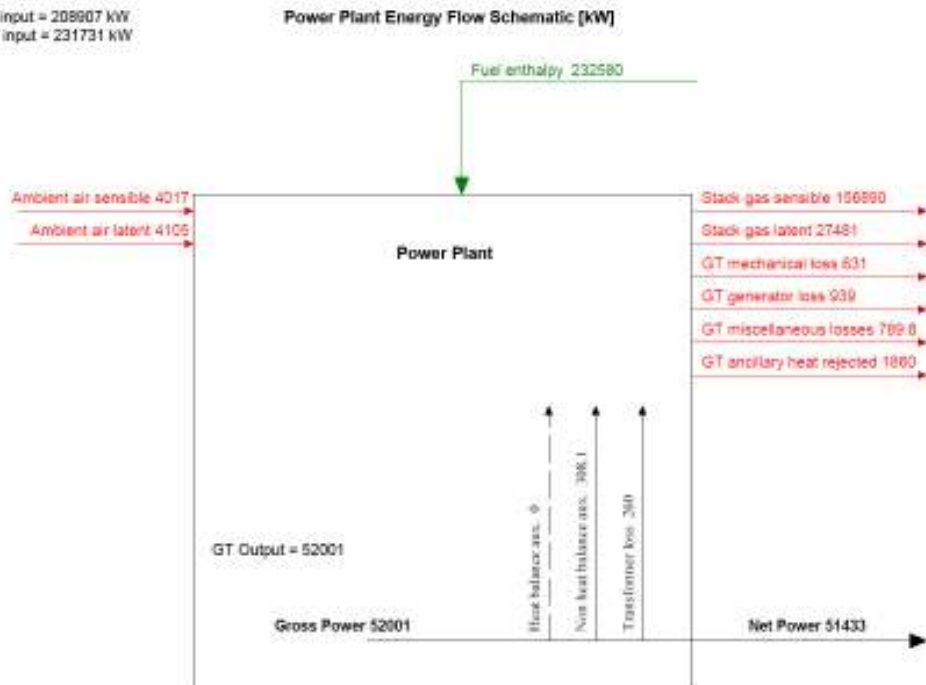 input = 208907 kW
input = 231731 kW
Power Plant Energy Flow Schematic [kW]
Fuel enthalpy 232580
Ambient air sensible 4017
Ambient air latent 4105
Power Plant
Stack gas sensible 156890
Stack gas latent 27481
GT mechanical loss 631
GT generator loss 939
GT miscellaneous losses 789.8
GT ancillary heat rejected 1860
Heat balance aux. 0
Non heat balance aux. 308.1
Transformer loss 260
GT Output = 52001
Gross Power 52001
Net Power 51433